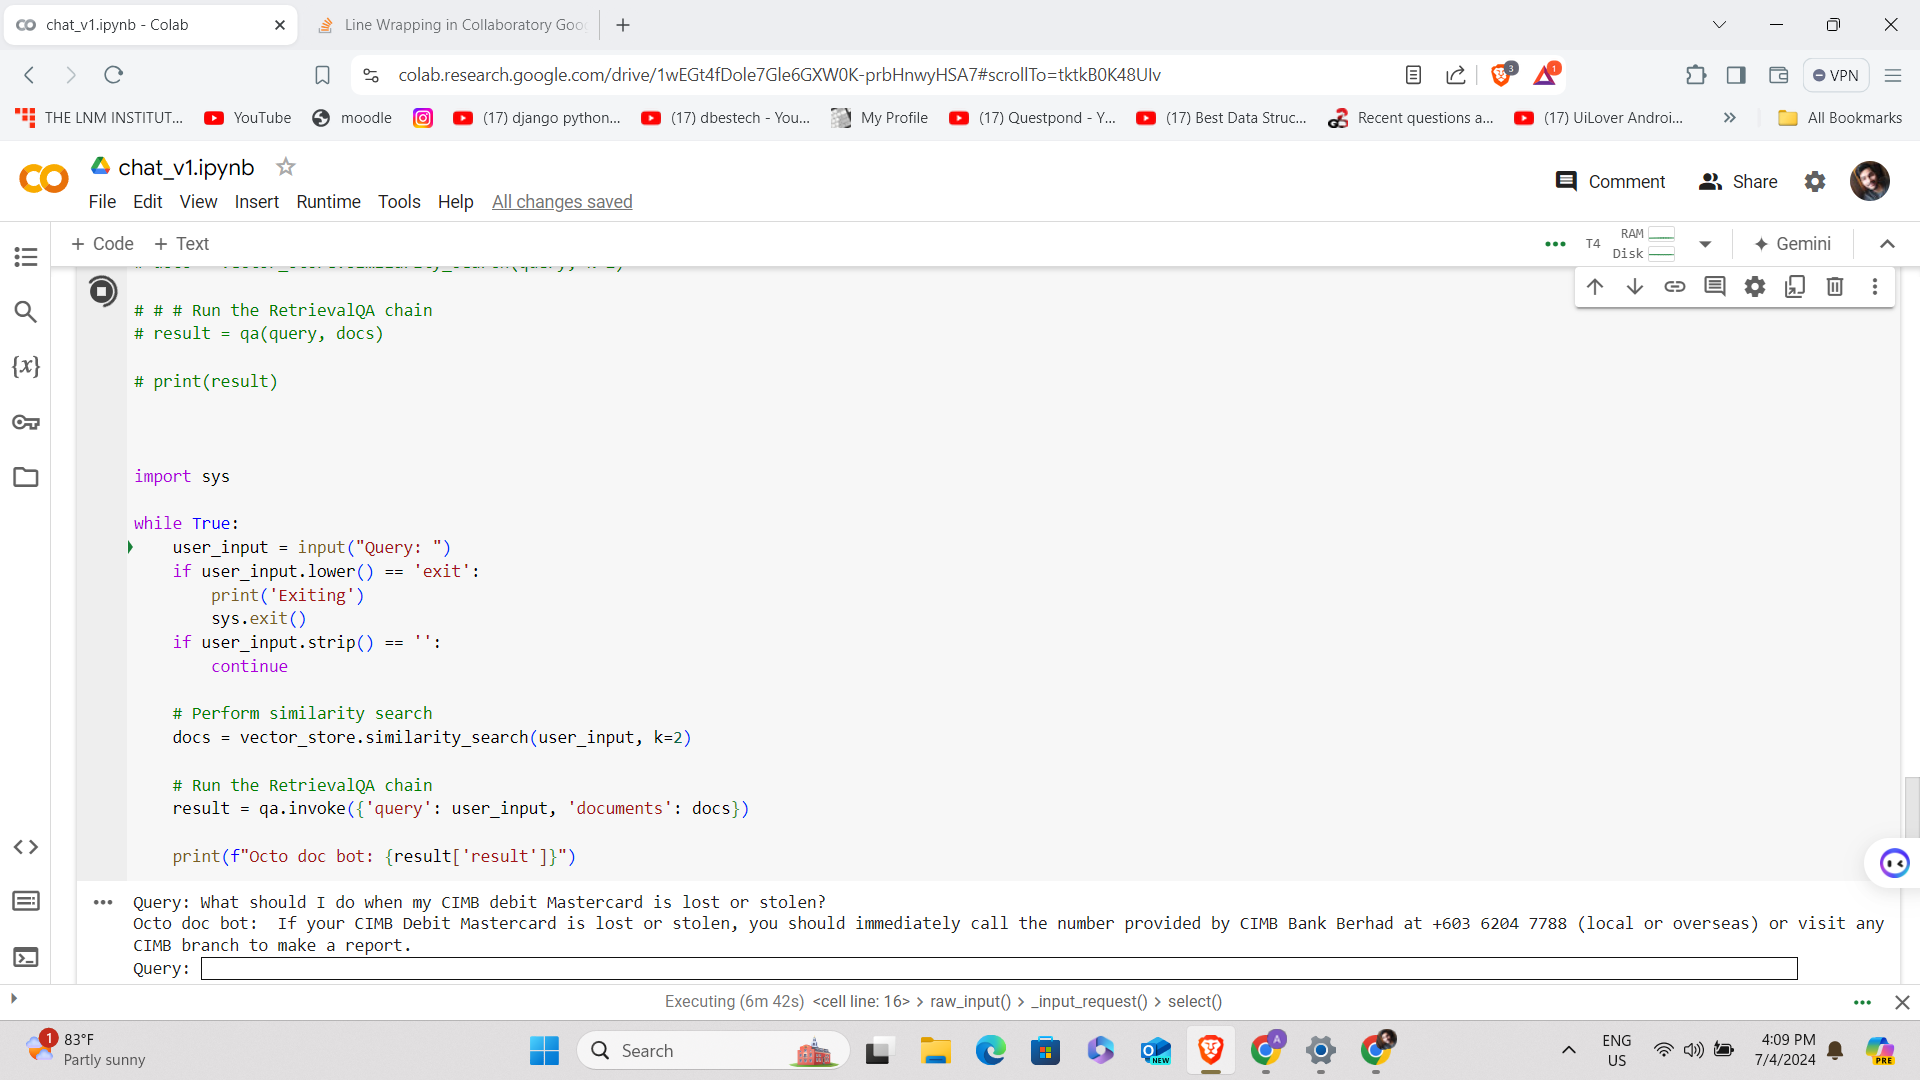 chat_v1.ipynb - Colab
Line Wrapping in Collaboratory Goo
colab.research.google.com/drive/1wEGt4fDole7Gle6GXW0K-prbHnwyHSA7#scrollTo=tktkB0K48UIv
3
1
VPN
THE LNM INSTITUT...
YouTube
moodle
(17) django python...
(17) dbestech - You...
My Profile
(17) Questpond - Y...
(17) Best Data Struc...
Recent questions a...
(17) UiLover Androi...
All Bookmarks
chat_v1.ipynb
Comment
Share
File Edit View Insert Runtime Tools Help All changes saved
+ Code + Text
T4
RAM
Disk
Gemini
# # # Run the RetrievalQA chain
# result = qa(query, docs)
# print(result)
import sys
while True:
user_input = input("Query: ")
if user_input.lower() == 'exit':
print('Exiting')
sys.exit()
if user_input.strip() == '':
continue
# Perform similarity search
docs = vector_store.similarity_search(user_input, k=2)
# Run the RetrievalQA chain
result = qa.invoke({'query': user_input, 'documents': docs})
print(f"Octo doc bot: {result['result']}")
Query: What should I do when my CIMB debit Mastercard is lost or stolen?
Octo doc bot:  If your CIMB Debit Mastercard is lost or stolen, you should immediately call the number provided by CIMB Bank Berhad at +603 6204 7788 (local or overseas) or visit any
CIMB branch to make a report.
Query:
Executing (6m 42s) <cell line: 16> > raw_input() > _input_request() > select()
1
83°F
Partly sunny
Search
NEW
A
ENG
US
4:09 PM
7/4/2024
PRE